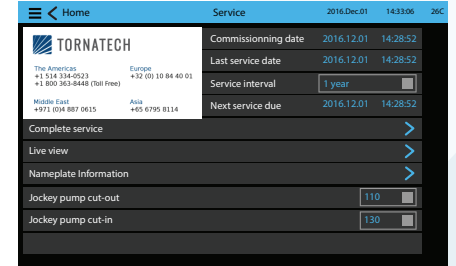 Home Service 2016.Dec.01 14:33:06 26C
TORNATECH
The Americas
+1 514 334-0523
+1 800 363-8448 (Toll Free)
Europe
+32 (0) 10 84 40 01
Middle East
+971 (0)4 887 0615
Asia
+65 6795 8114
Commissionning date 2016.12.01 14:28:52
Last service date 2016.12.01 14:28:52
Service interval 1 year
Next service due 2016.12.01 14:28:52
Complete service
Live view
Nameplate Information
Jockey pump cut-out 110
Jockey pump cut-in 130